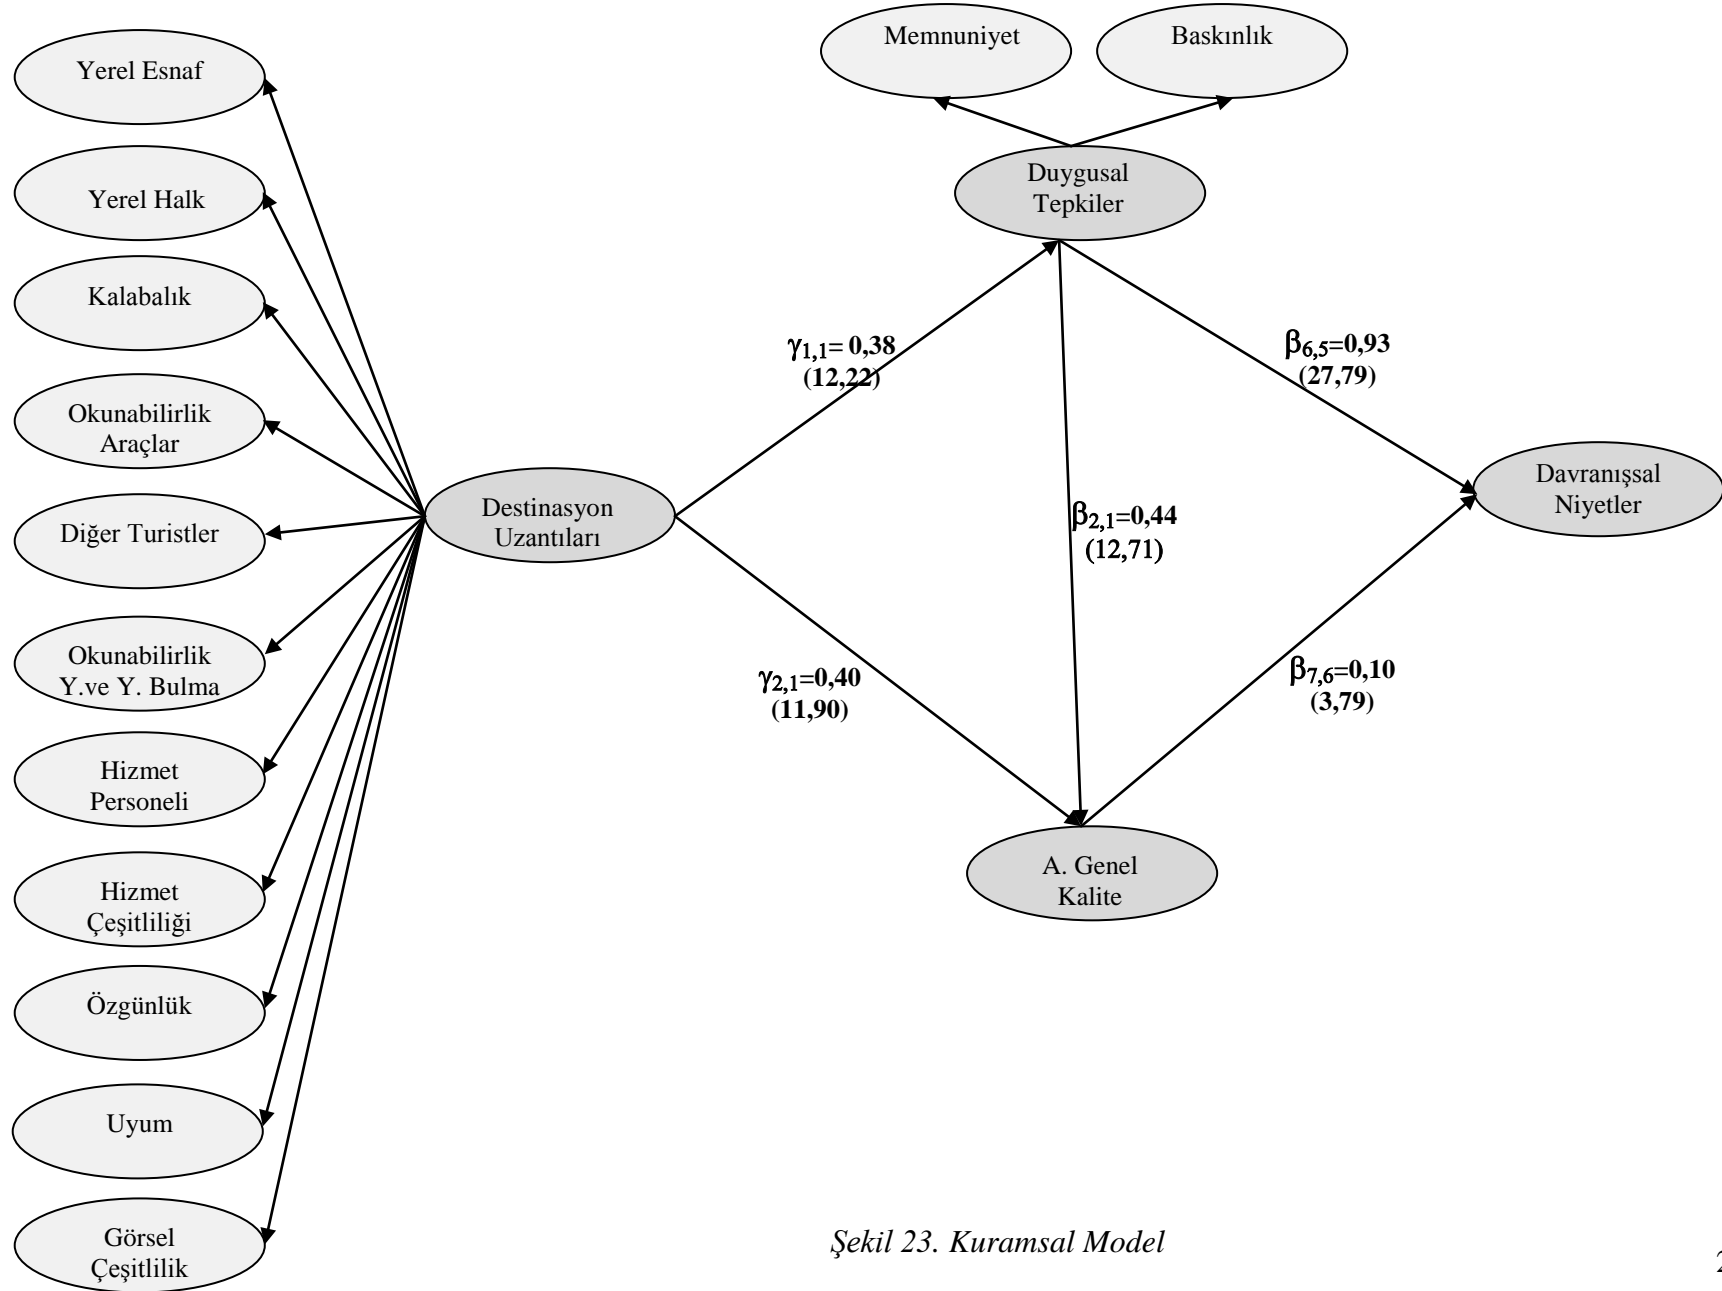 Yerel Esnaf
Yerel Halk
Kalabalık
Okunabilirlik
Araçlar
Diğer Turistler
Okunabilirlik
Y.ve Y. Bulma
Hizmet
Personeli
Hizmet
Çeşitliliği
Özgünlük
Uyum
Görsel
Çeşitlilik
Destinasyon
Uzantıları
Memnuniyet
Baskınlık
Duygusal
Tepkiler
γ1,1= 0,38
(12,22)
β6,5=0,93
(27,79)
β2,1=0,44
(12,71)
Davranışsal
Niyetler
γ2,1=0,40
(11,90)
β7,6=0,10
(3,79)
A. Genel
Kalite
Şekil 23. Kuramsal Model